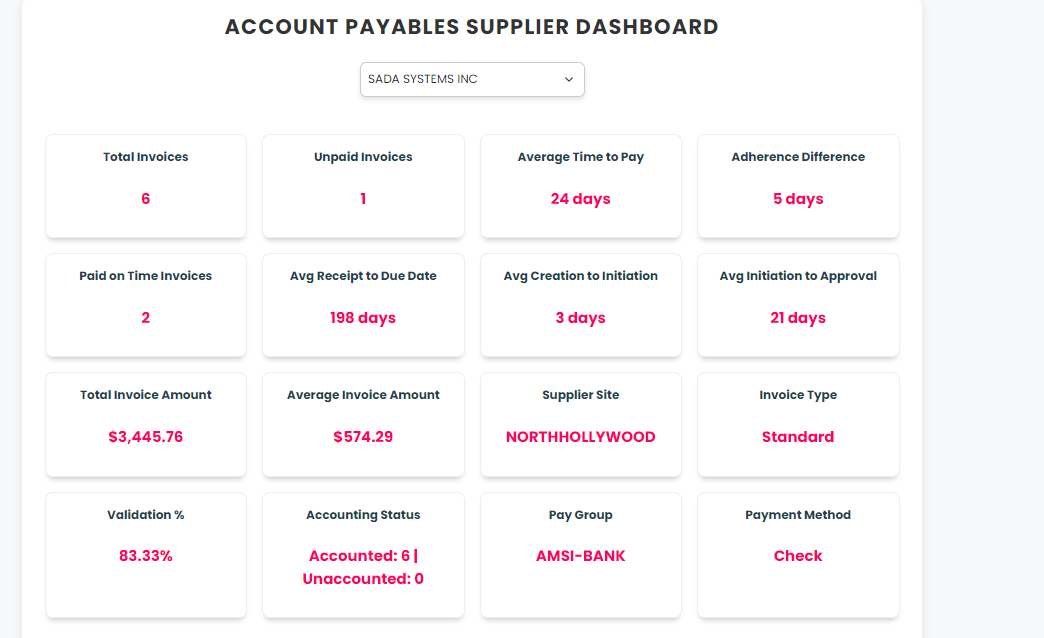 ACCOUNT PAYABLES SUPPLIER DASHBOARD
SADA SYSTEMS INC
Total Invoices
6
Unpaid Invoices
1
Average Time to Pay
24 days
Adherence Difference
5 days
Paid on Time Invoices
2
Avg Receipt to Due Date
198 days
Avg Creation to Initiation
3 days
Avg Initiation to Approval
21 days
Total Invoice Amount
$3,445.76
Average Invoice Amount
$574.29
Supplier Site
NORTHHOLLYWOOD
Invoice Type
Standard
Validation %
83.33%
Accounting Status
Accounted: 6 |
Unaccounted: 0
Pay Group
AMSI-BANK
Payment Method
Check